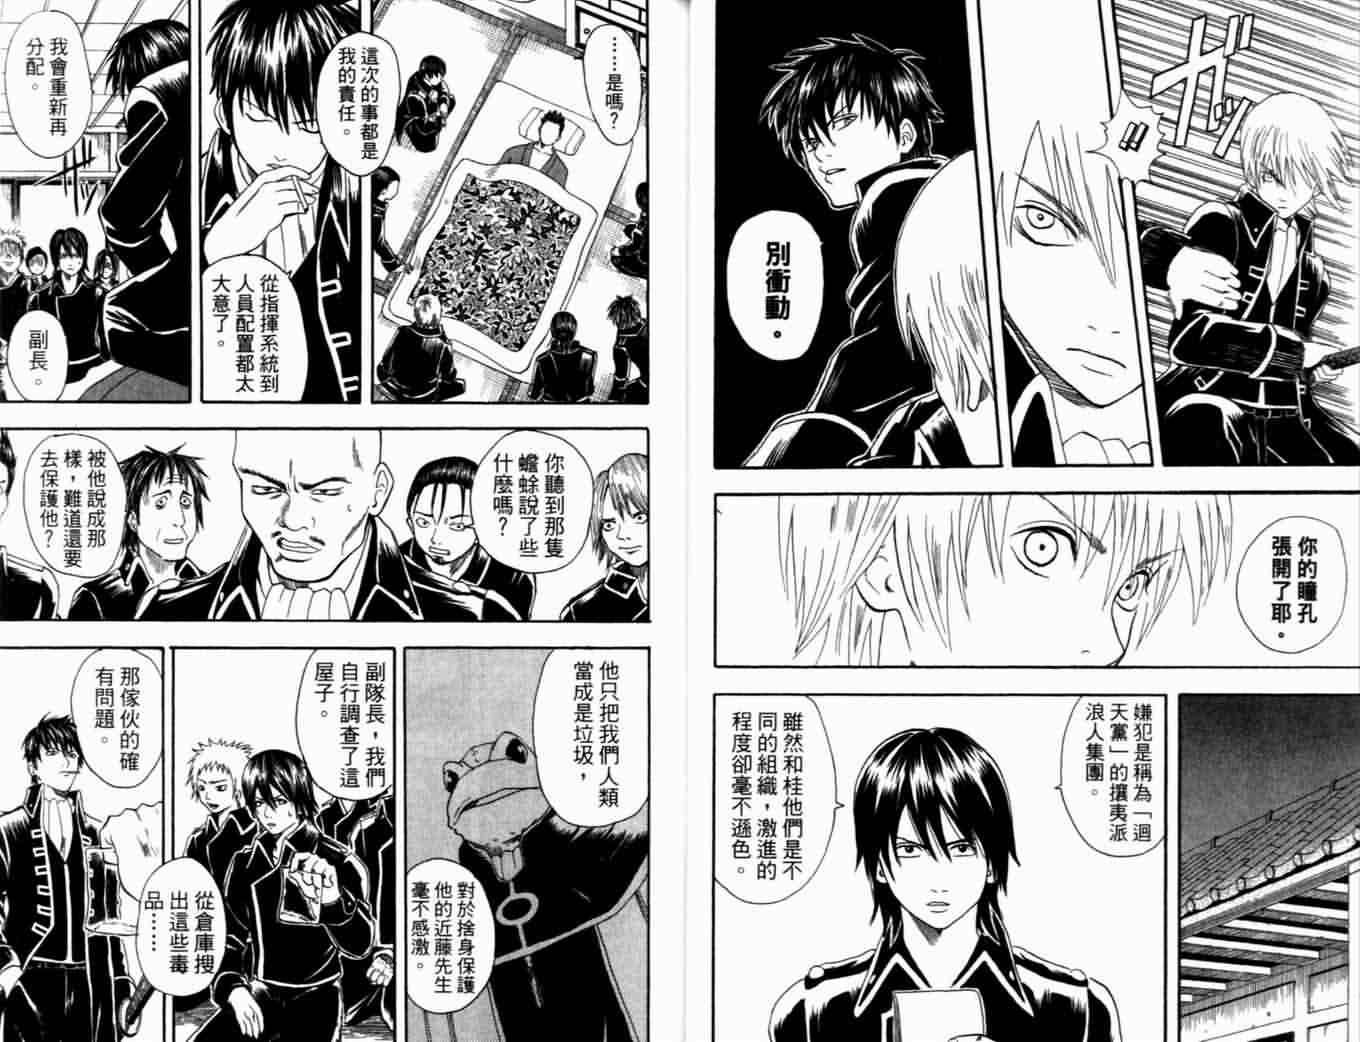 ガッ
!!
別衝動。
你的瞳孔
張開了耶。
嫌犯是稱為「迴
天黨」的攘夷派
浪人集團。
雖然和桂他們是不
同的組織，激進的
程度卻毫不遜色。
……是嗎？
這次的事都是
我的責任。
從指揮系統到
人員配置都太
大意了。
我會重新再
分配。
副長。
你聽到那隻
蟾蜍說了些
什麼嗎？
被他說成那
樣，難道還要
去保護他？
他只把我們人類
當成是垃圾，
對於捨身保護
他的近藤先生
毫不感激。
副隊長，我們
自行調查了這
屋子。
從倉庫搜
出這些毒
品……
那傢伙的確
有問題。